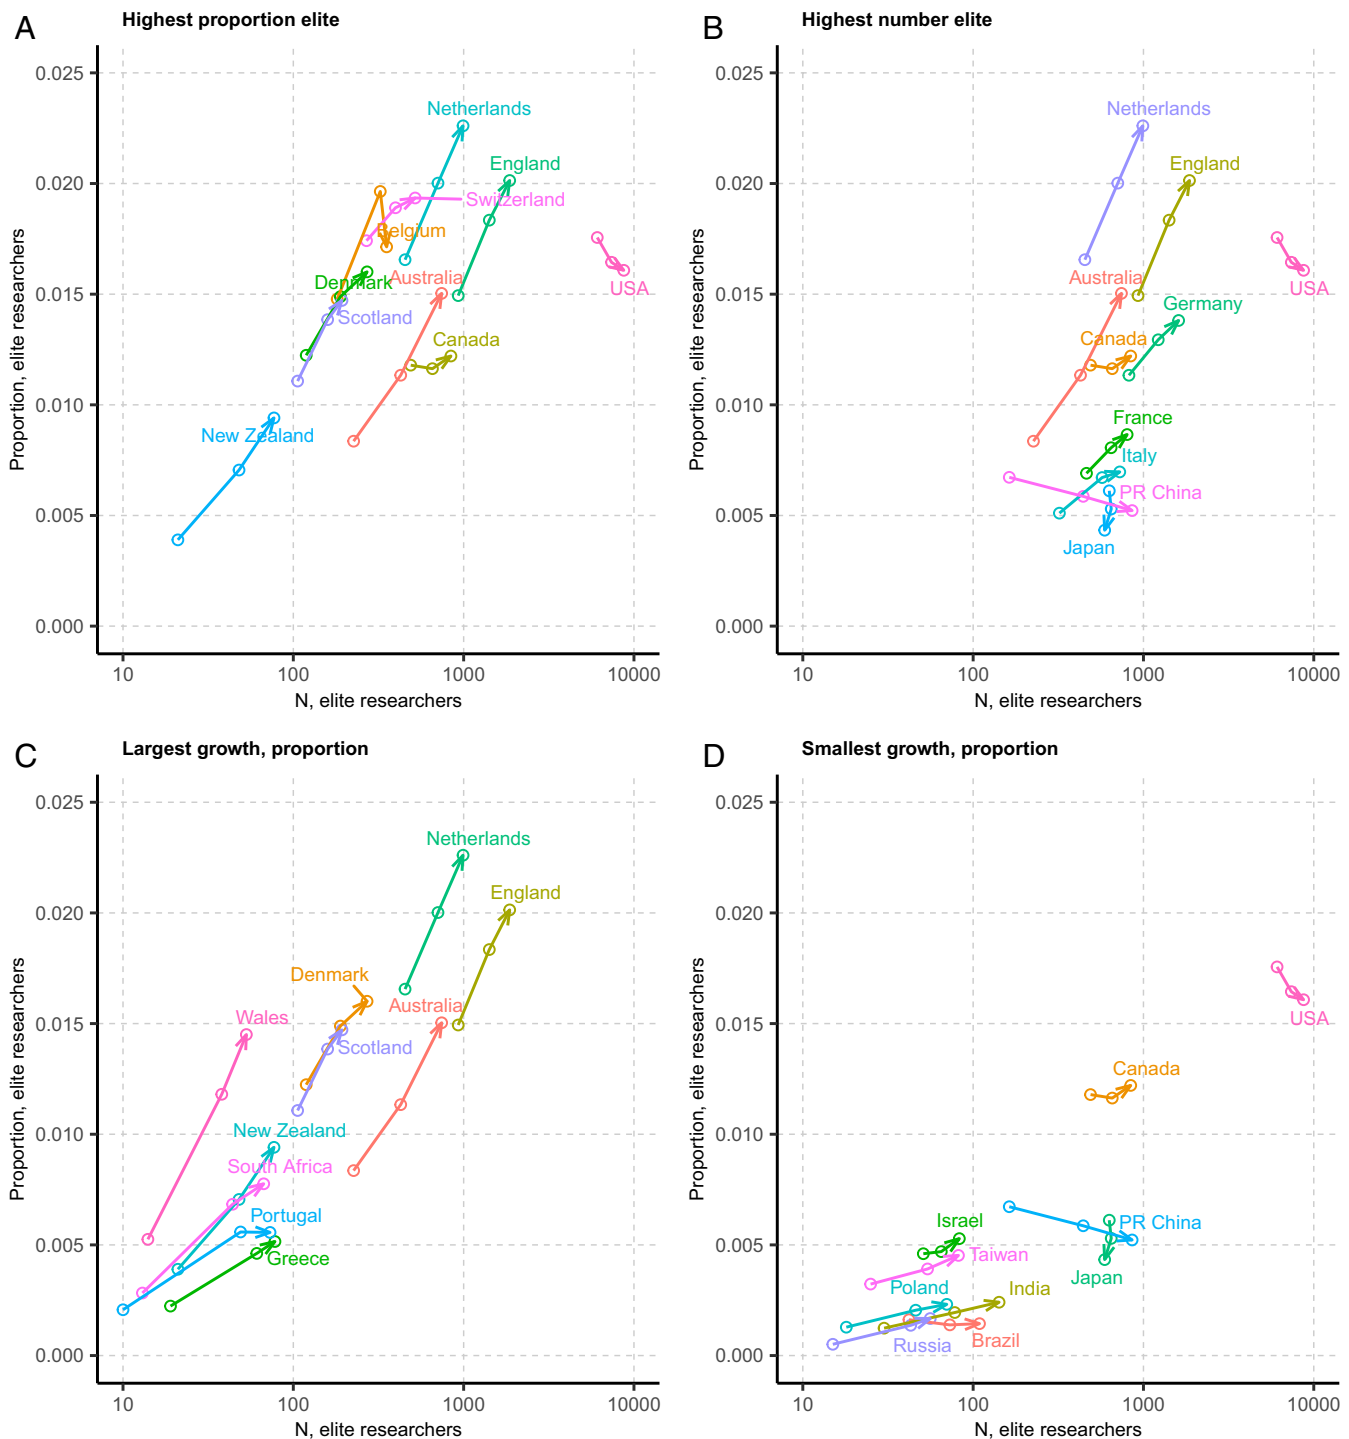 A
Highest proportion elite
0.025
0.020
0.015
0.010
0.005
0.000
Proportion, elite researchers
Netherlands
England
Switzerland
Belgium
Denmark
Australia
USA
Scotland
Canada
New Zealand
10
100
1000
10000
N, elite researchers
B
Highest number elite
0.025
0.020
0.015
0.010
0.005
0.000
Proportion, elite researchers
Netherlands
England
Australia
USA
Germany
Canada
France
Italy
PR China
Japan
10
100
1000
10000
N, elite researchers
C
Largest growth, proportion
0.025
0.020
0.015
0.010
0.005
0.000
Proportion, elite researchers
Netherlands
England
Denmark
Australia
Wales
Scotland
New Zealand
South Africa
Portugal
Greece
10
100
1000
10000
N, elite researchers
D
Smallest growth, proportion
0.025
0.020
0.015
0.010
0.005
0.000
Proportion, elite researchers
USA
Canada
Israel
PR China
Taiwan
Japan
Poland
India
Russia
Brazil
10
100
1000
10000
N, elite researchers